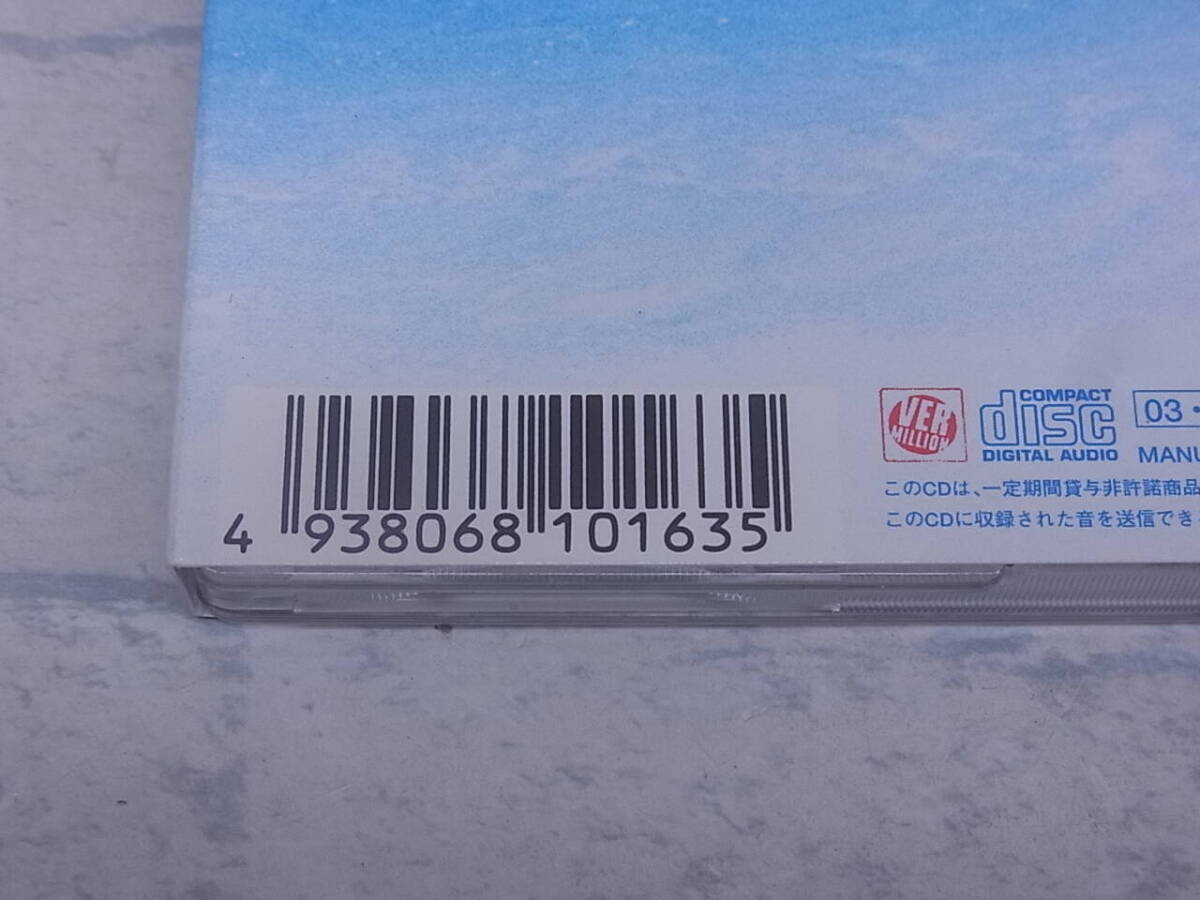 4 938068 101635
VER
MILLION
COMPACT
disc
DIGITAL AUDIO
03・
MANU
このCDは、一定期間貸与非許諾商品
このCDに収録された音を送信でき